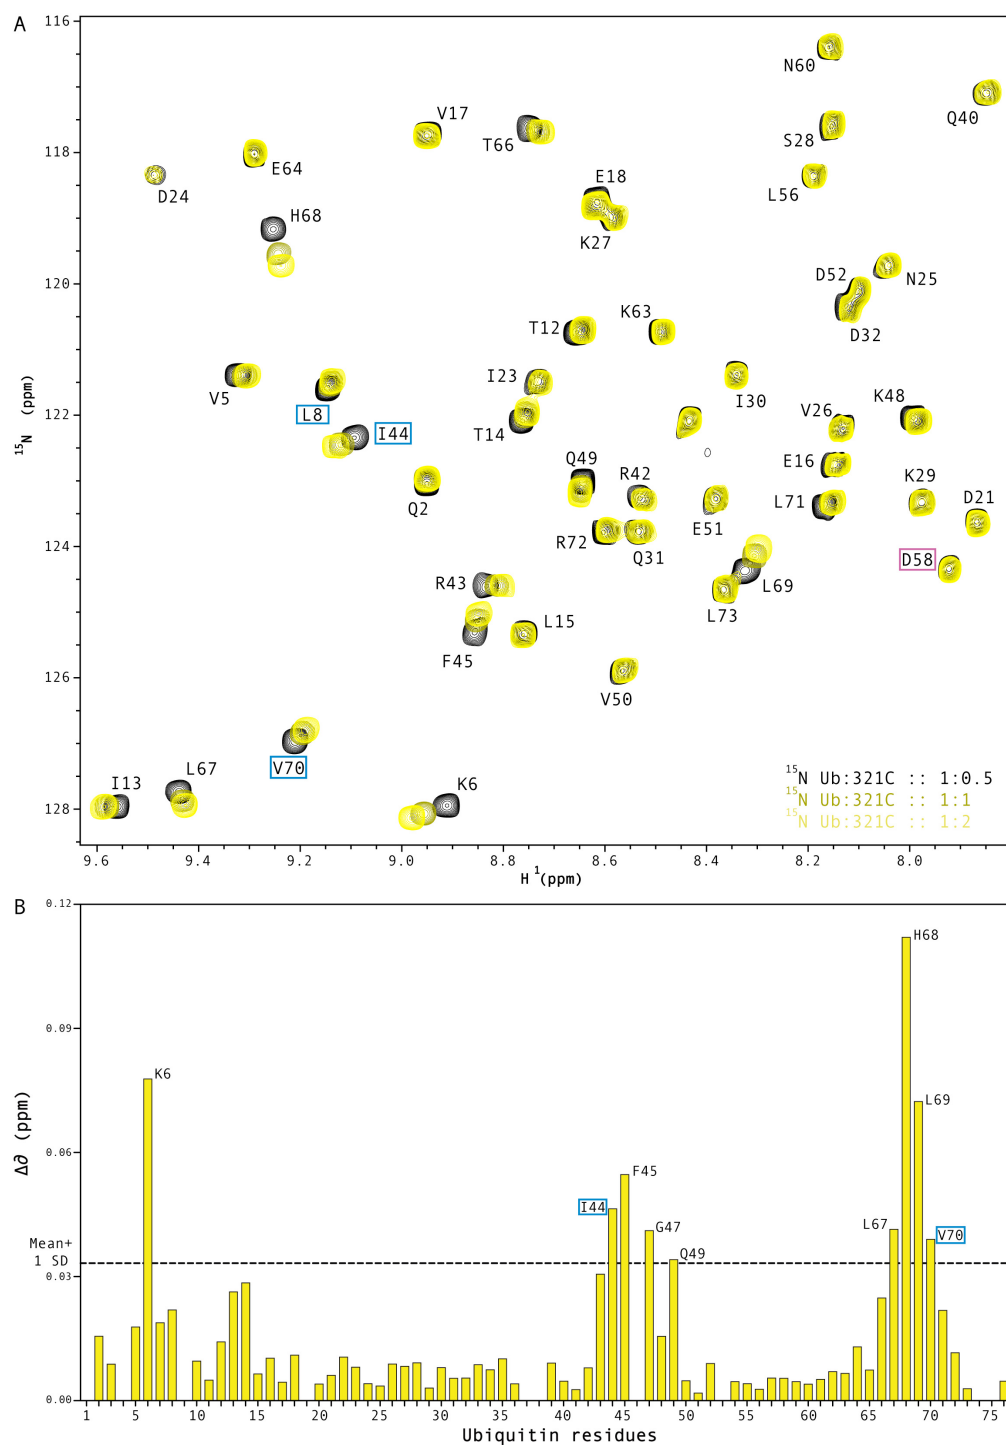 A
116
118
120
122
124
126
128
¹⁵N (ppm)
N60
Q40
V17
T66
S28
E64
D24
L56
E18
H68
K27
D52
N25
D32
T12
K63
V5
I23
I30
L8
I44
T14
V26
K48
Q49
R42
E16
K29
Q2
L71
D21
E51
R72
Q31
D58
R43
L69
L73
L15
F45
V50
V70
I13
L67
K6
¹⁵N Ub:321C :: 1:0.5
¹⁵N Ub:321C :: 1:1
¹⁵N Ub:321C :: 1:2
9.6 9.4 9.2 9.0 8.8 8.6 8.4 8.2 8.0
H ¹(ppm)
B
0.12
0.09
0.06
0.03
0.00
Δ∂ (ppm)
Mean+
1 SD
K6
I44
F45
G47
Q49
L67
H68
L69
V70
1 5 10 15 20 25 30 35 40 45 50 55 60 65 70 75
Ubiquitin residues